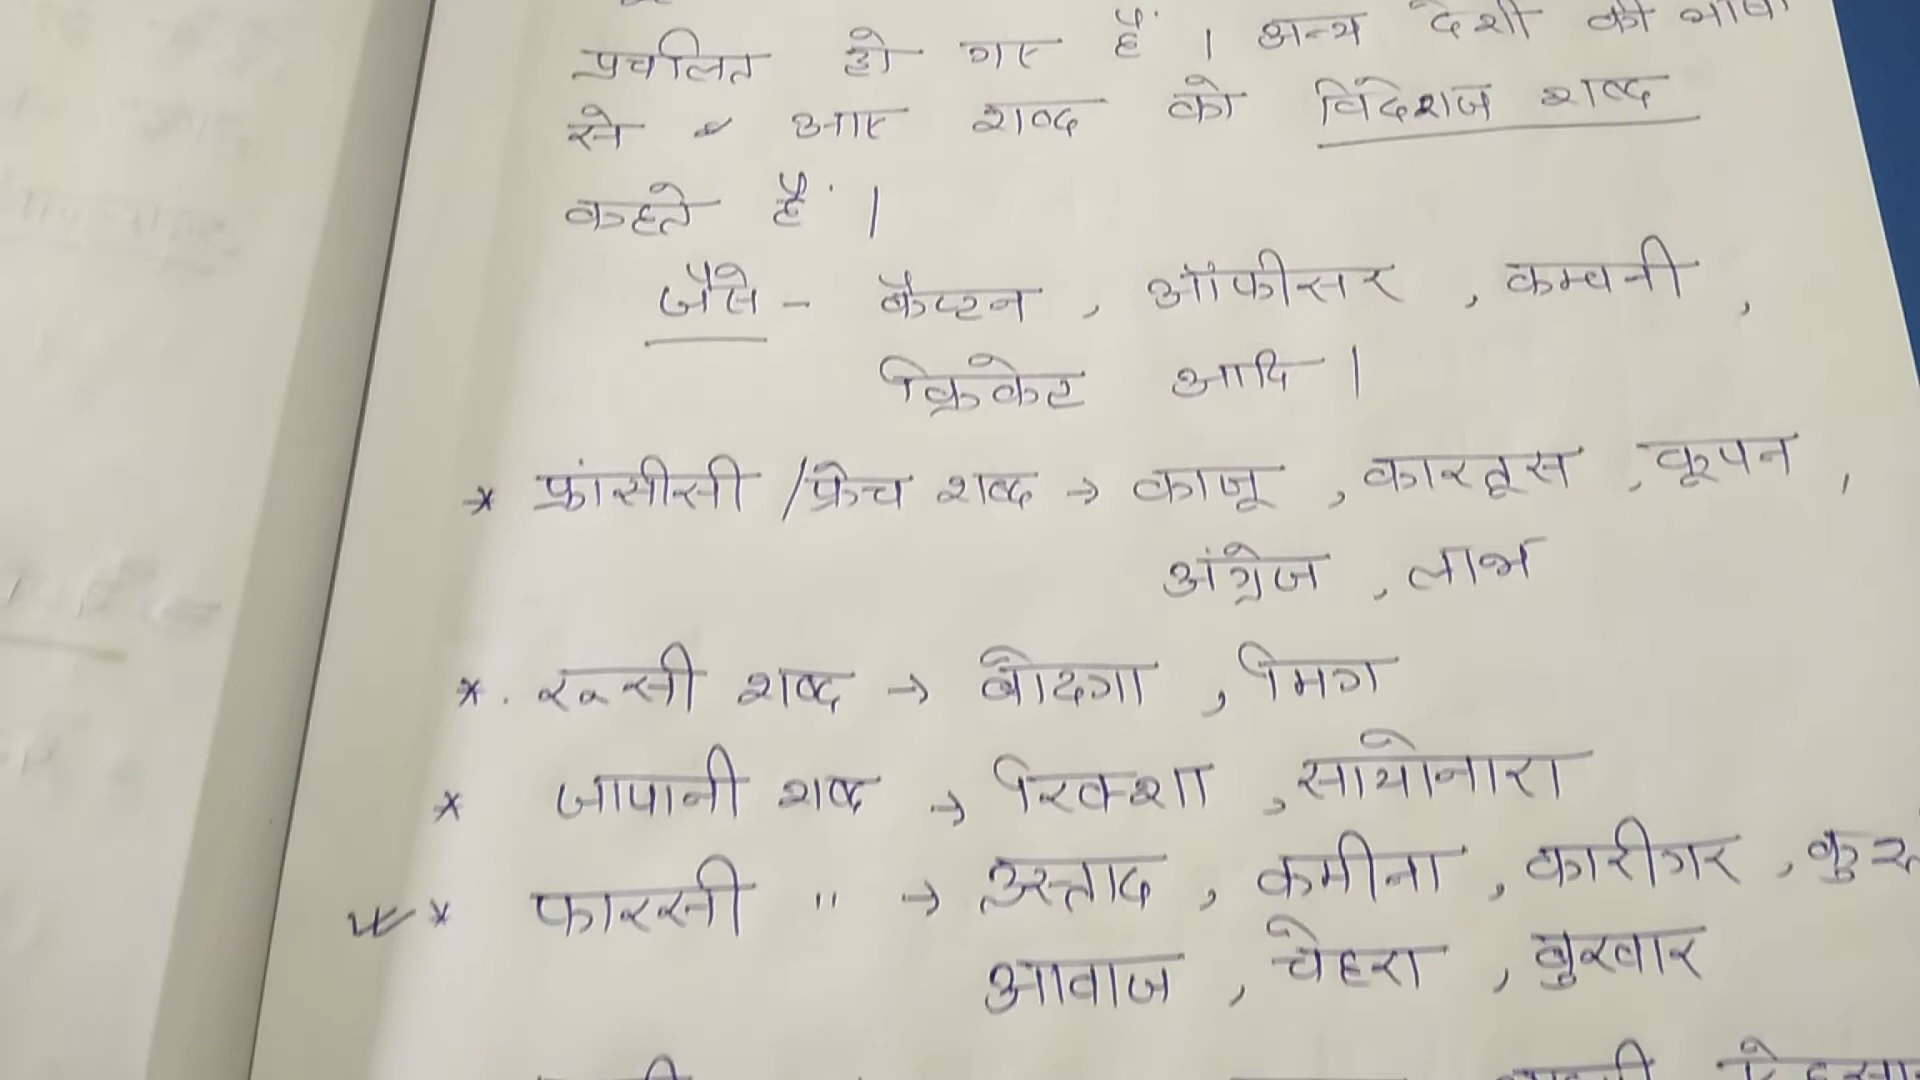 प्रचलित हो गए हैं । अन्य देशों की भाषा
से आए शब्द को विदेशज शब्द
कहते हैं ।
जैसे - कैप्टन , ऑफीसर , कम्पनी ,
क्रिकेट आदि ।
* फ्रांसीसी / फ्रेंच शब्द → काजू , कारतूस , कूपन ,
अंग्रेज , लाभ
* रूसी शब्द → बोदगा , मिग
* जापानी शब्द → रिक्शा , सायोनारा
* फारसी " → उस्ताद , कमीना , कारीगर ,
आवाज , चेहरा , बुखार